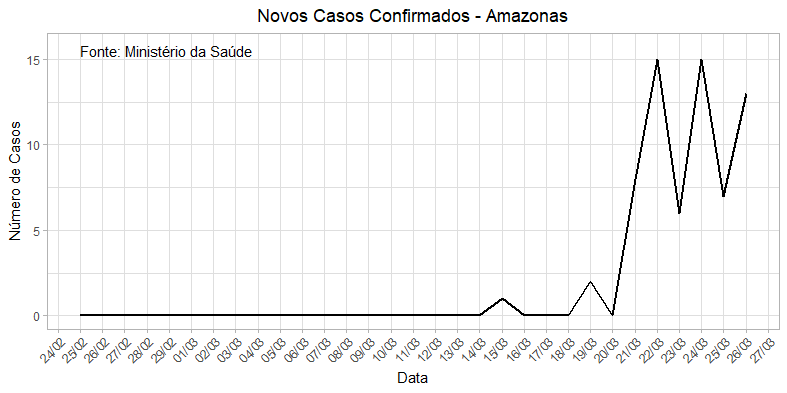 Novos Casos Confirmados - Amazonas
Fonte: Ministério da Saúde
15
10
5
0
Número de Casos
24/02 25/02 26/02 27/02 28/02 29/02 01/03 02/03 03/03 04/03 05/03 06/03 07/03 08/03 09/03 10/03 11/03 12/03 13/03 14/03 15/03 16/03 17/03 18/03 19/03 20/03 21/03 22/03 23/03 24/03 25/03 26/03 27/03
Data